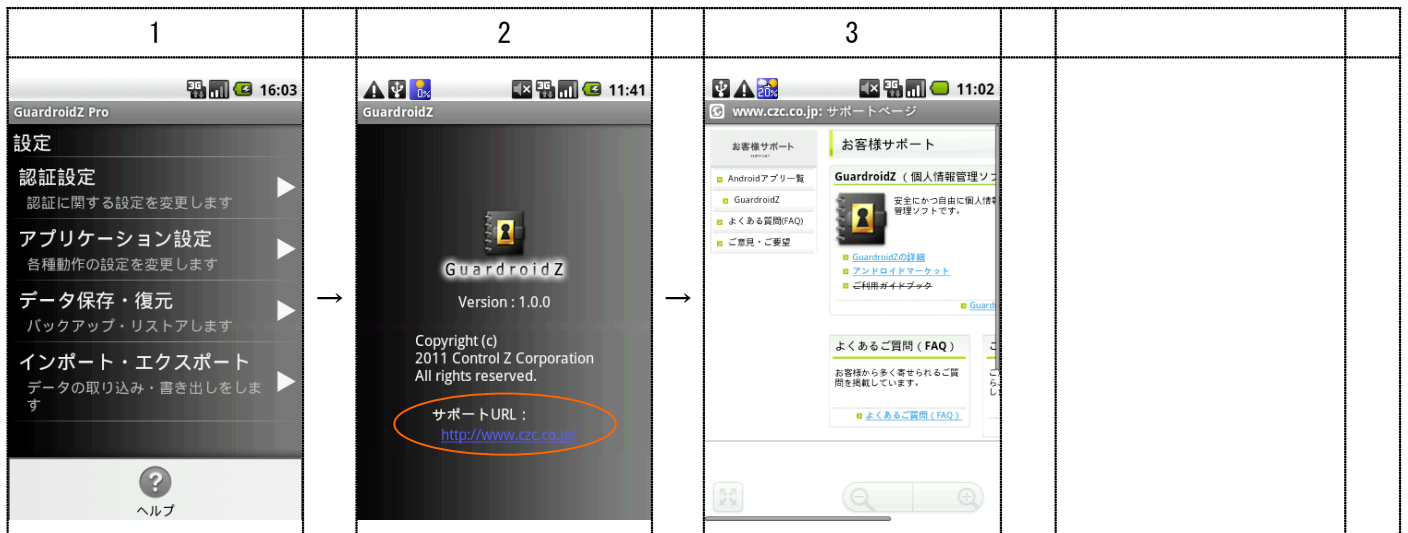 1
2
3
16:03
GuardroidZ Pro
設定
認証設定
認証に関する設定を変更します
アプリケーション設定
各種動作の設定を変更します
データ保存・復元
バックアップ・リストアします
インポート・エクスポート
データの取り込み・書き出しをしま
す
?
ヘルプ
→
0%
3G
11:41
GuardroidZ
GuardroidZ
Version : 1.0.0
Copyright (c)
2011 Control Z Corporation
All rights reserved.
サポートURL：
http://www.czc.co.jp/
→
20%
3G
11:02
www.czc.co.jp: サポートページ
お客様サポート
SUPPORT
Androidアプリ一覧
GuardroidZ
よくある質問(FAQ)
ご意見・ご要望
お客様サポート
GuardroidZ（個人情報管理ソフ
安全にかつ自由に個人情報
管理ソフトです。
GuardroidZの詳細
アンドロイドマーケット
ご利用ガイドブック
Guard
よくあるご質問（FAQ）
お客様から多く寄せられるご質
問を掲載しています。
よくあるご質問（FAQ）